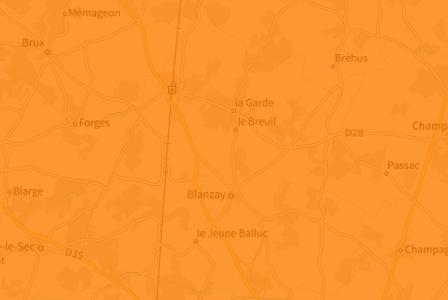 Mémageon
Brux
Bréhus
la Garde
le Breuil
Forges
D28
Champ
Passac
Biarge
Blanzay
le Jeune Balluc
-le-Sec
D35
Champag